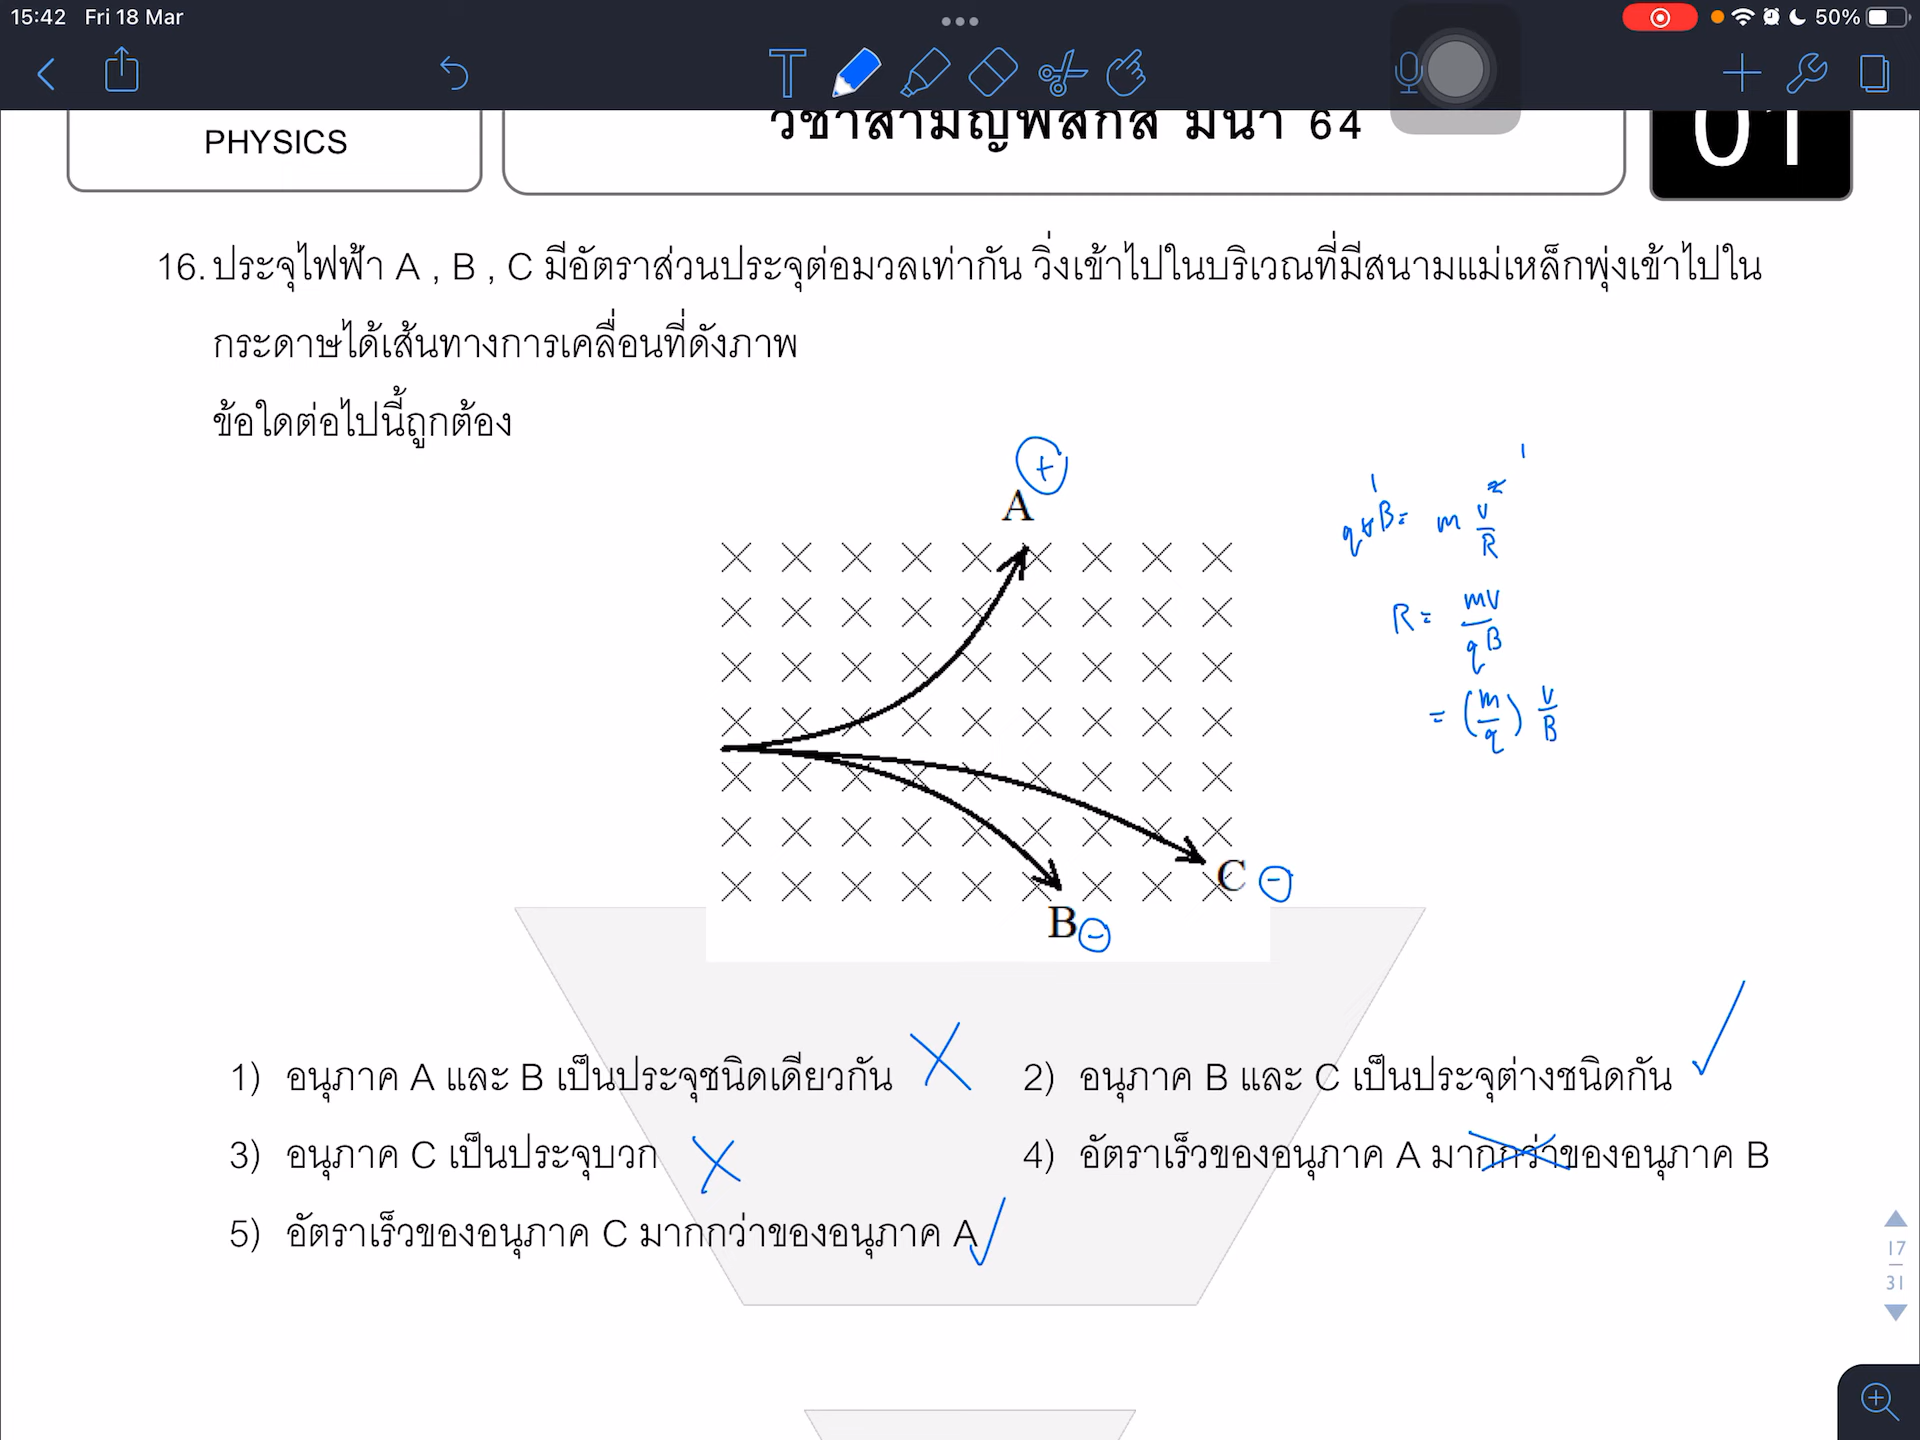 15:42 Fri 18 Mar
50%
PHYSICS
วิชาสามัญฟิสิกส์ มีนา 64
01
16. ประจุไฟฟ้า A , B , C มีอัตราส่วนประจุต่อมวลเท่ากัน วิ่งเข้าไปในบริเวณที่มีสนามแม่เหล็กพุ่งเข้าไปใน
กระดาษได้เส้นทางการเคลื่อนที่ดังภาพ
ข้อใดต่อไปนี้ถูกต้อง
+
A
qvB = m v²/R
R = mv/qB
= (m/q) v/B
C −
B −
1) อนุภาค A และ B เป็นประจุชนิดเดียวกัน
2) อนุภาค B และ C เป็นประจุต่างชนิดกัน
3) อนุภาค C เป็นประจุบวก
4) อัตราเร็วของอนุภาค A มากกว่าของอนุภาค B
5) อัตราเร็วของอนุภาค C มากกว่าของอนุภาค A
17
31